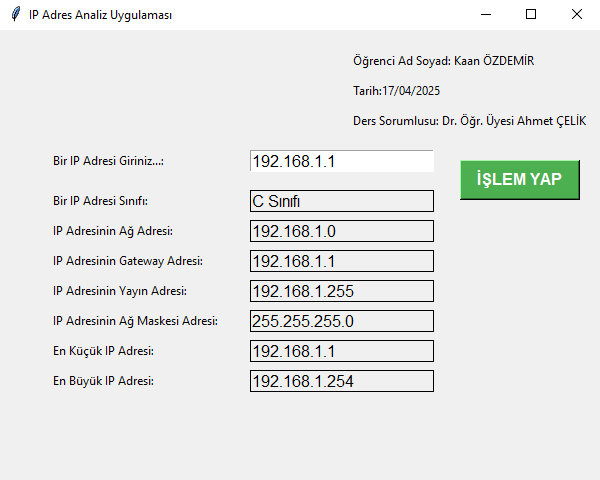 IP Adres Analiz Uygulaması
Öğrenci Ad Soyad: Kaan ÖZDEMİR
Tarih:17/04/2025
Ders Sorumlusu: Dr. Öğr. Üyesi Ahmet ÇELİK
Bir IP Adresi Giriniz...: 192.168.1.1 İŞLEM YAP
Bir IP Adresi Sınıfı: C Sınıfı
IP Adresinin Ağ Adresi: 192.168.1.0
IP Adresinin Gateway Adresi: 192.168.1.1
IP Adresinin Yayın Adresi: 192.168.1.255
IP Adresinin Ağ Maskesi Adresi: 255.255.255.0
En Küçük IP Adresi: 192.168.1.1
En Büyük IP Adresi: 192.168.1.254